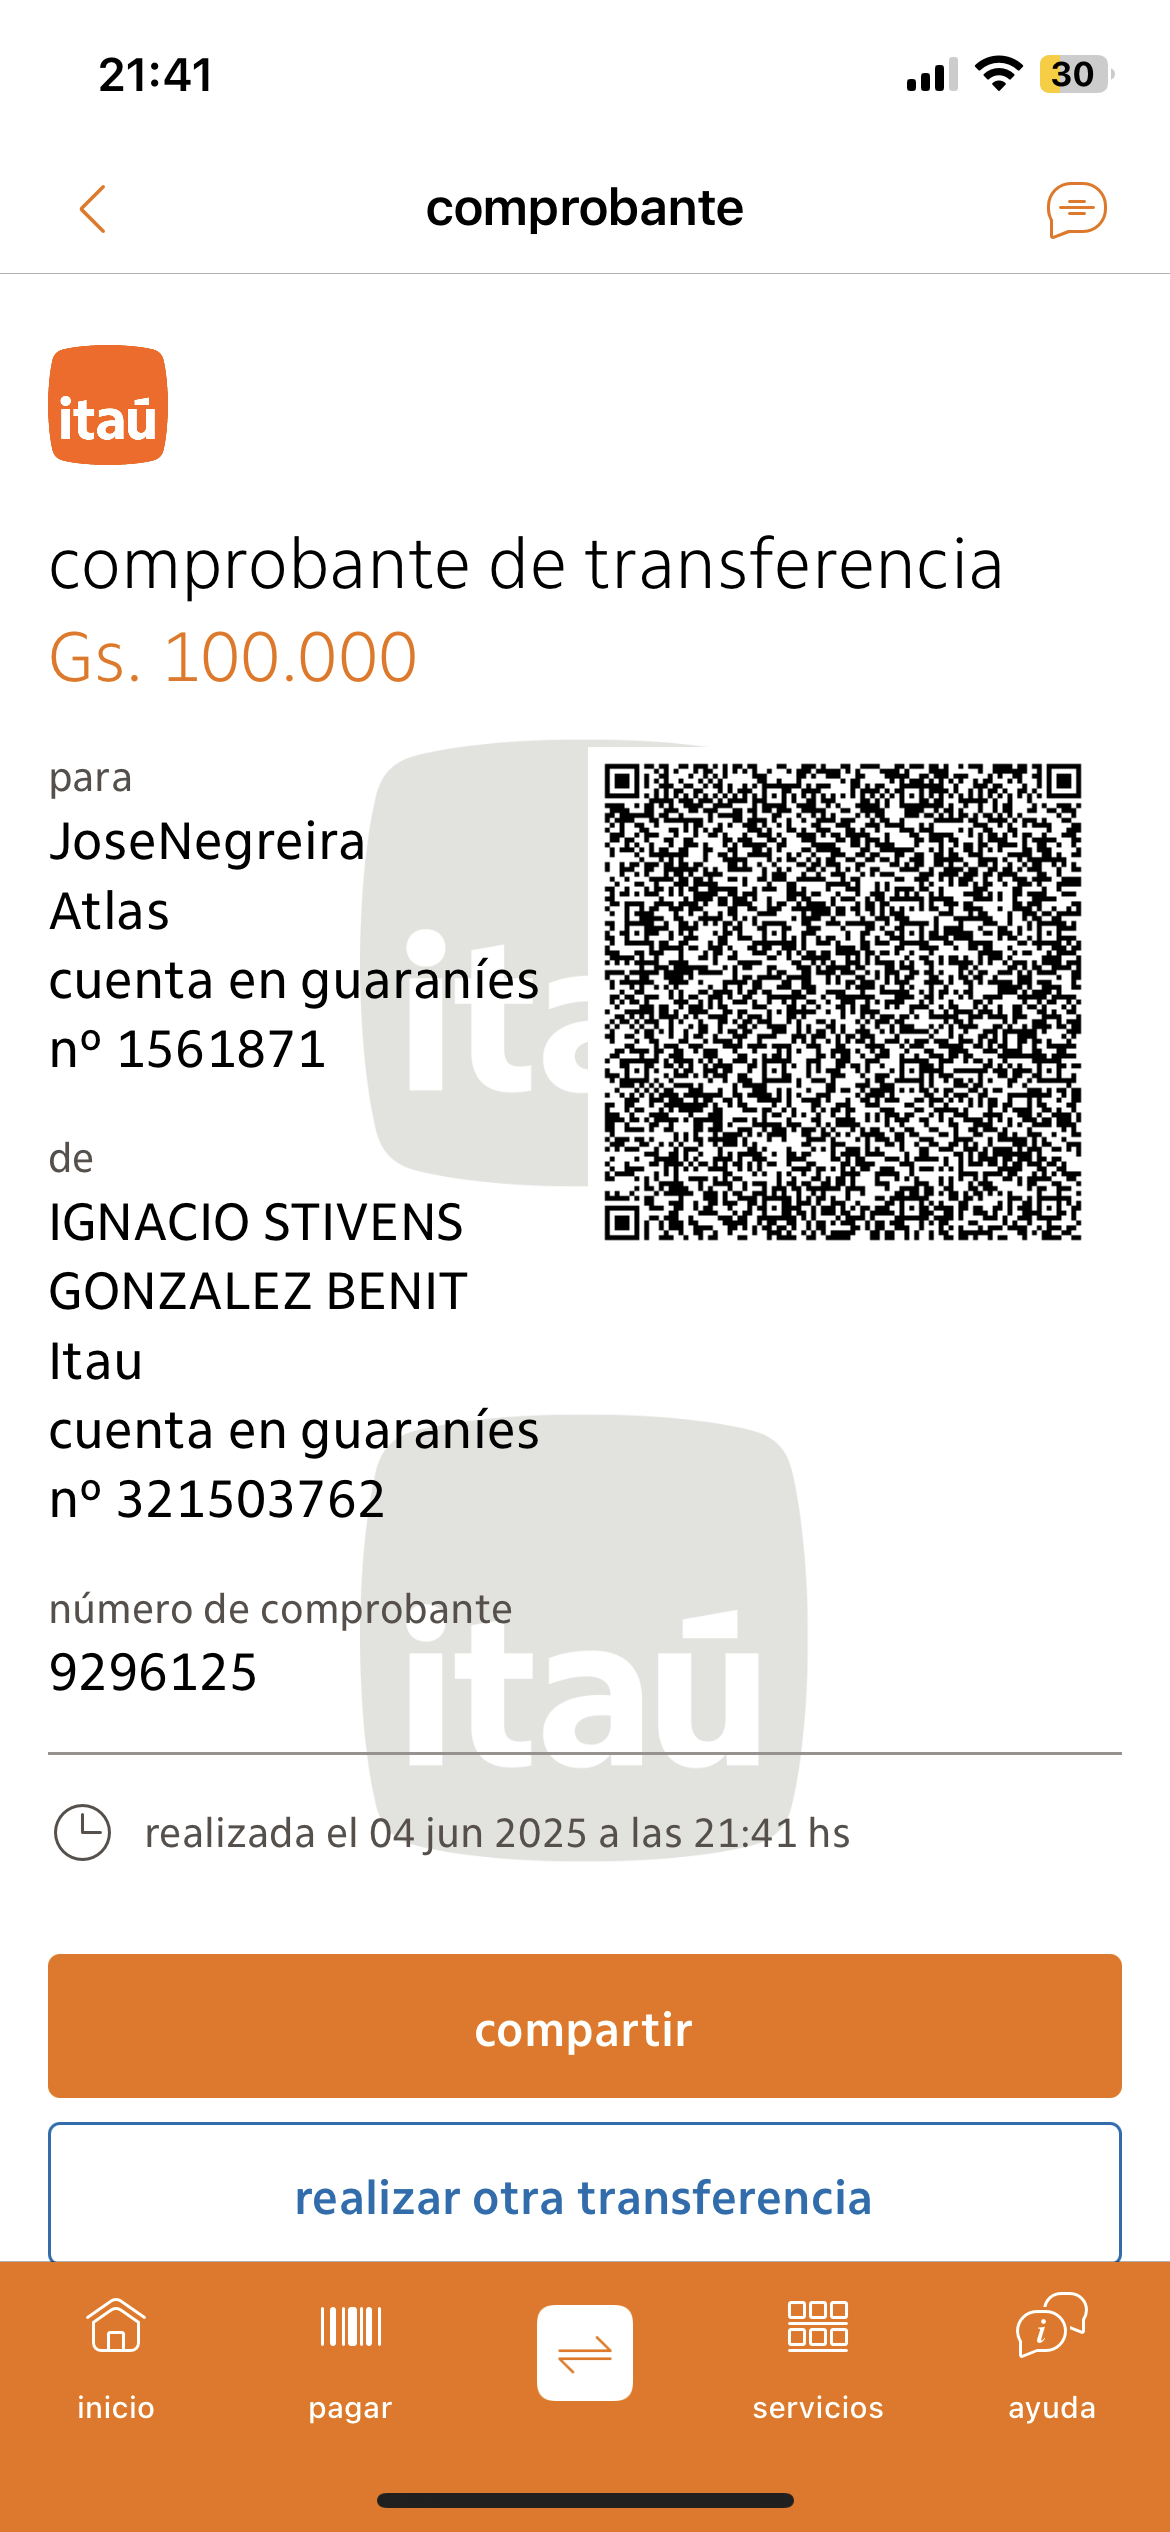 21:41
30
comprobante
itaú
comprobante de transferencia
Gs. 100.000
para
JoseNegreira
Atlas
cuenta en guaraníes
nº 1561871
de
IGNACIO STIVENS
GONZALEZ BENIT
Itau
cuenta en guaraníes
nº 321503762
número de comprobante
9296125
itaú
realizada el 04 jun 2025 a las 21:41 hs
compartir
realizar otra transferencia
inicio
pagar
servicios
ayuda